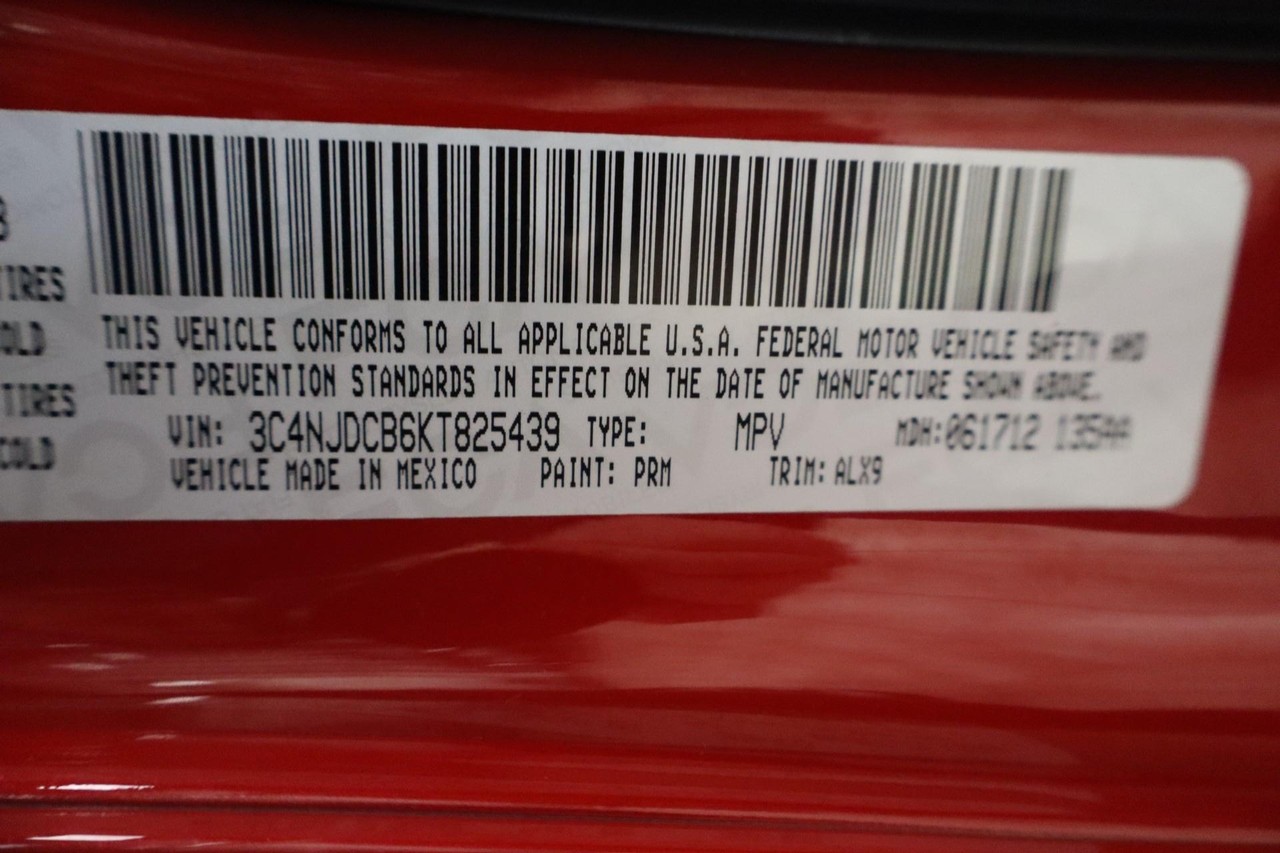 TIRES
COLD
TIRES
COLD
THIS VEHICLE CONFORMS TO ALL APPLICABLE U.S.A. FEDERAL MOTOR VEHICLE SAFETY AND
THEFT PREVENTION STANDARDS IN EFFECT ON THE DATE OF MANUFACTURE SHOWN ABOVE.
VIN: 3C4NJDCB6KT825439 TYPE: MPV MDH: 061712 135AA
VEHICLE MADE IN MEXICO PAINT: PRM TRIM: ALX9